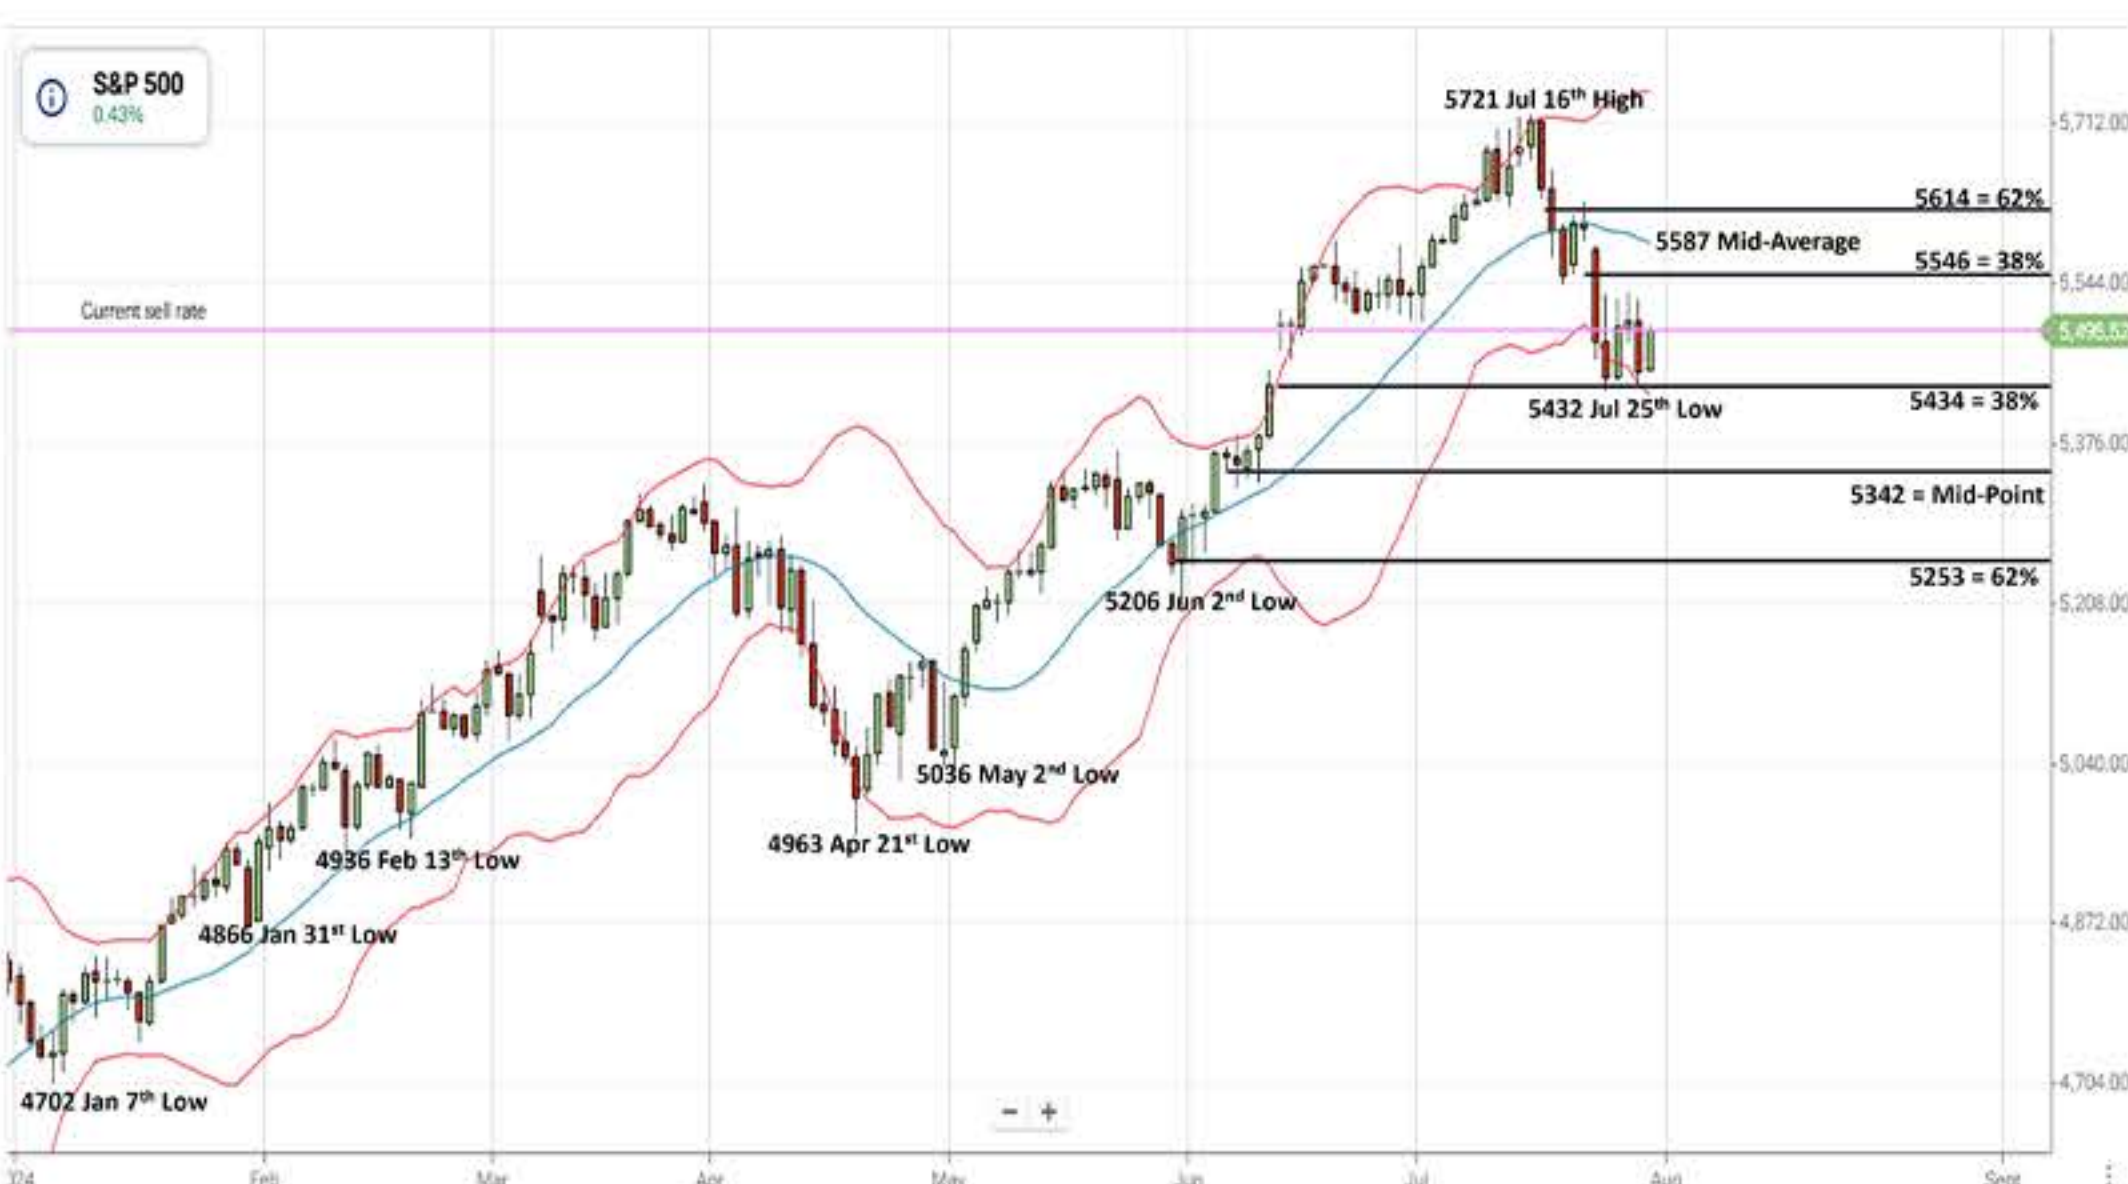 S&P 500
0.43%
5721 Jul 16th High
5,712.00
5614 = 62%
5587 Mid-Average
5546 = 38%
5,544.00
Current sell rate
5434 = 38%
5432 Jul 25th Low
5,376.00
5342 = Mid-Point
5253 = 62%
5206 Jun 2nd Low
5,208.00
5036 May 2nd Low
5,040.00
4963 Apr 21st Low
4936 Feb 13th Low
4866 Jan 31st Low
4,872.00
4702 Jan 7th Low
4,704.00
− +
Feb Mar Apr May Jun Jul Aug Sept